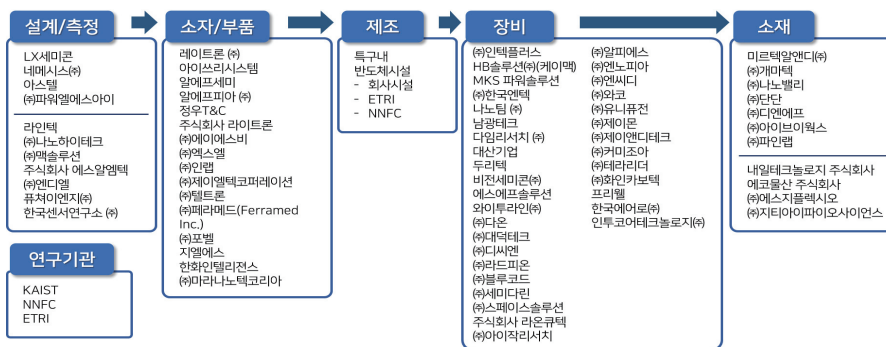 설계/측정
LX세미콘
네메시스㈜
아스텔
㈜파워엘에스아이
라인텍
㈜나노하이테크
㈜맥솔루션
주식회사 에스알엠텍
㈜엔디엘
퓨쳐이엔지㈜
한국센서연구소 ㈜
연구기관
KAIST
NNFC
ETRI
소자/부품
레이트론 ㈜
아이쓰리시스템
알에프세미
알에프피아 ㈜
정우T&C
주식회사 라이트론
㈜에이에스비
㈜엑스엘
㈜인랩
㈜제이엘텍코퍼레이션
㈜텔트론
㈜페라메드(Ferramed
Inc.)
㈜포벨
지엘에스
한화인텔리젼스
㈜마라나노텍코리아
제조
특구내
반도체시설
- 회사시설
- ETRI
- NNFC
장비
㈜인텍플러스
HB솔루션㈜(케이맥)
MKS 파워솔루션
㈜한국엔텍
나노팀 ㈜
남광테크
다임리서치 ㈜
대산기업
두리텍
비전세미콘㈜
에스에프솔루션
와이투라인㈜
㈜다온
㈜대덕테크
㈜디씨엔
㈜라드피온
㈜블루코드
㈜세미다린
㈜스페이스솔루션
주식회사 라온큐텍
㈜아이작리서치
㈜알피에스
㈜엔노피아
㈜엔씨디
㈜와코
㈜유니퓨전
㈜제이몬
㈜제이앤디테크
㈜커미조아
㈜테라리더
㈜화인카보텍
프리웰
한국에어로㈜
인투코어테크놀로지㈜
소재
미르텍알앤디㈜
㈜개마텍
㈜나노밸리
㈜단단
㈜디엔에프
㈜아이브이웍스
㈜파인랩
내일테크놀로지 주식회사
에코물산 주식회사
㈜에스지플렉시오
㈜지티아이파이오사이언스